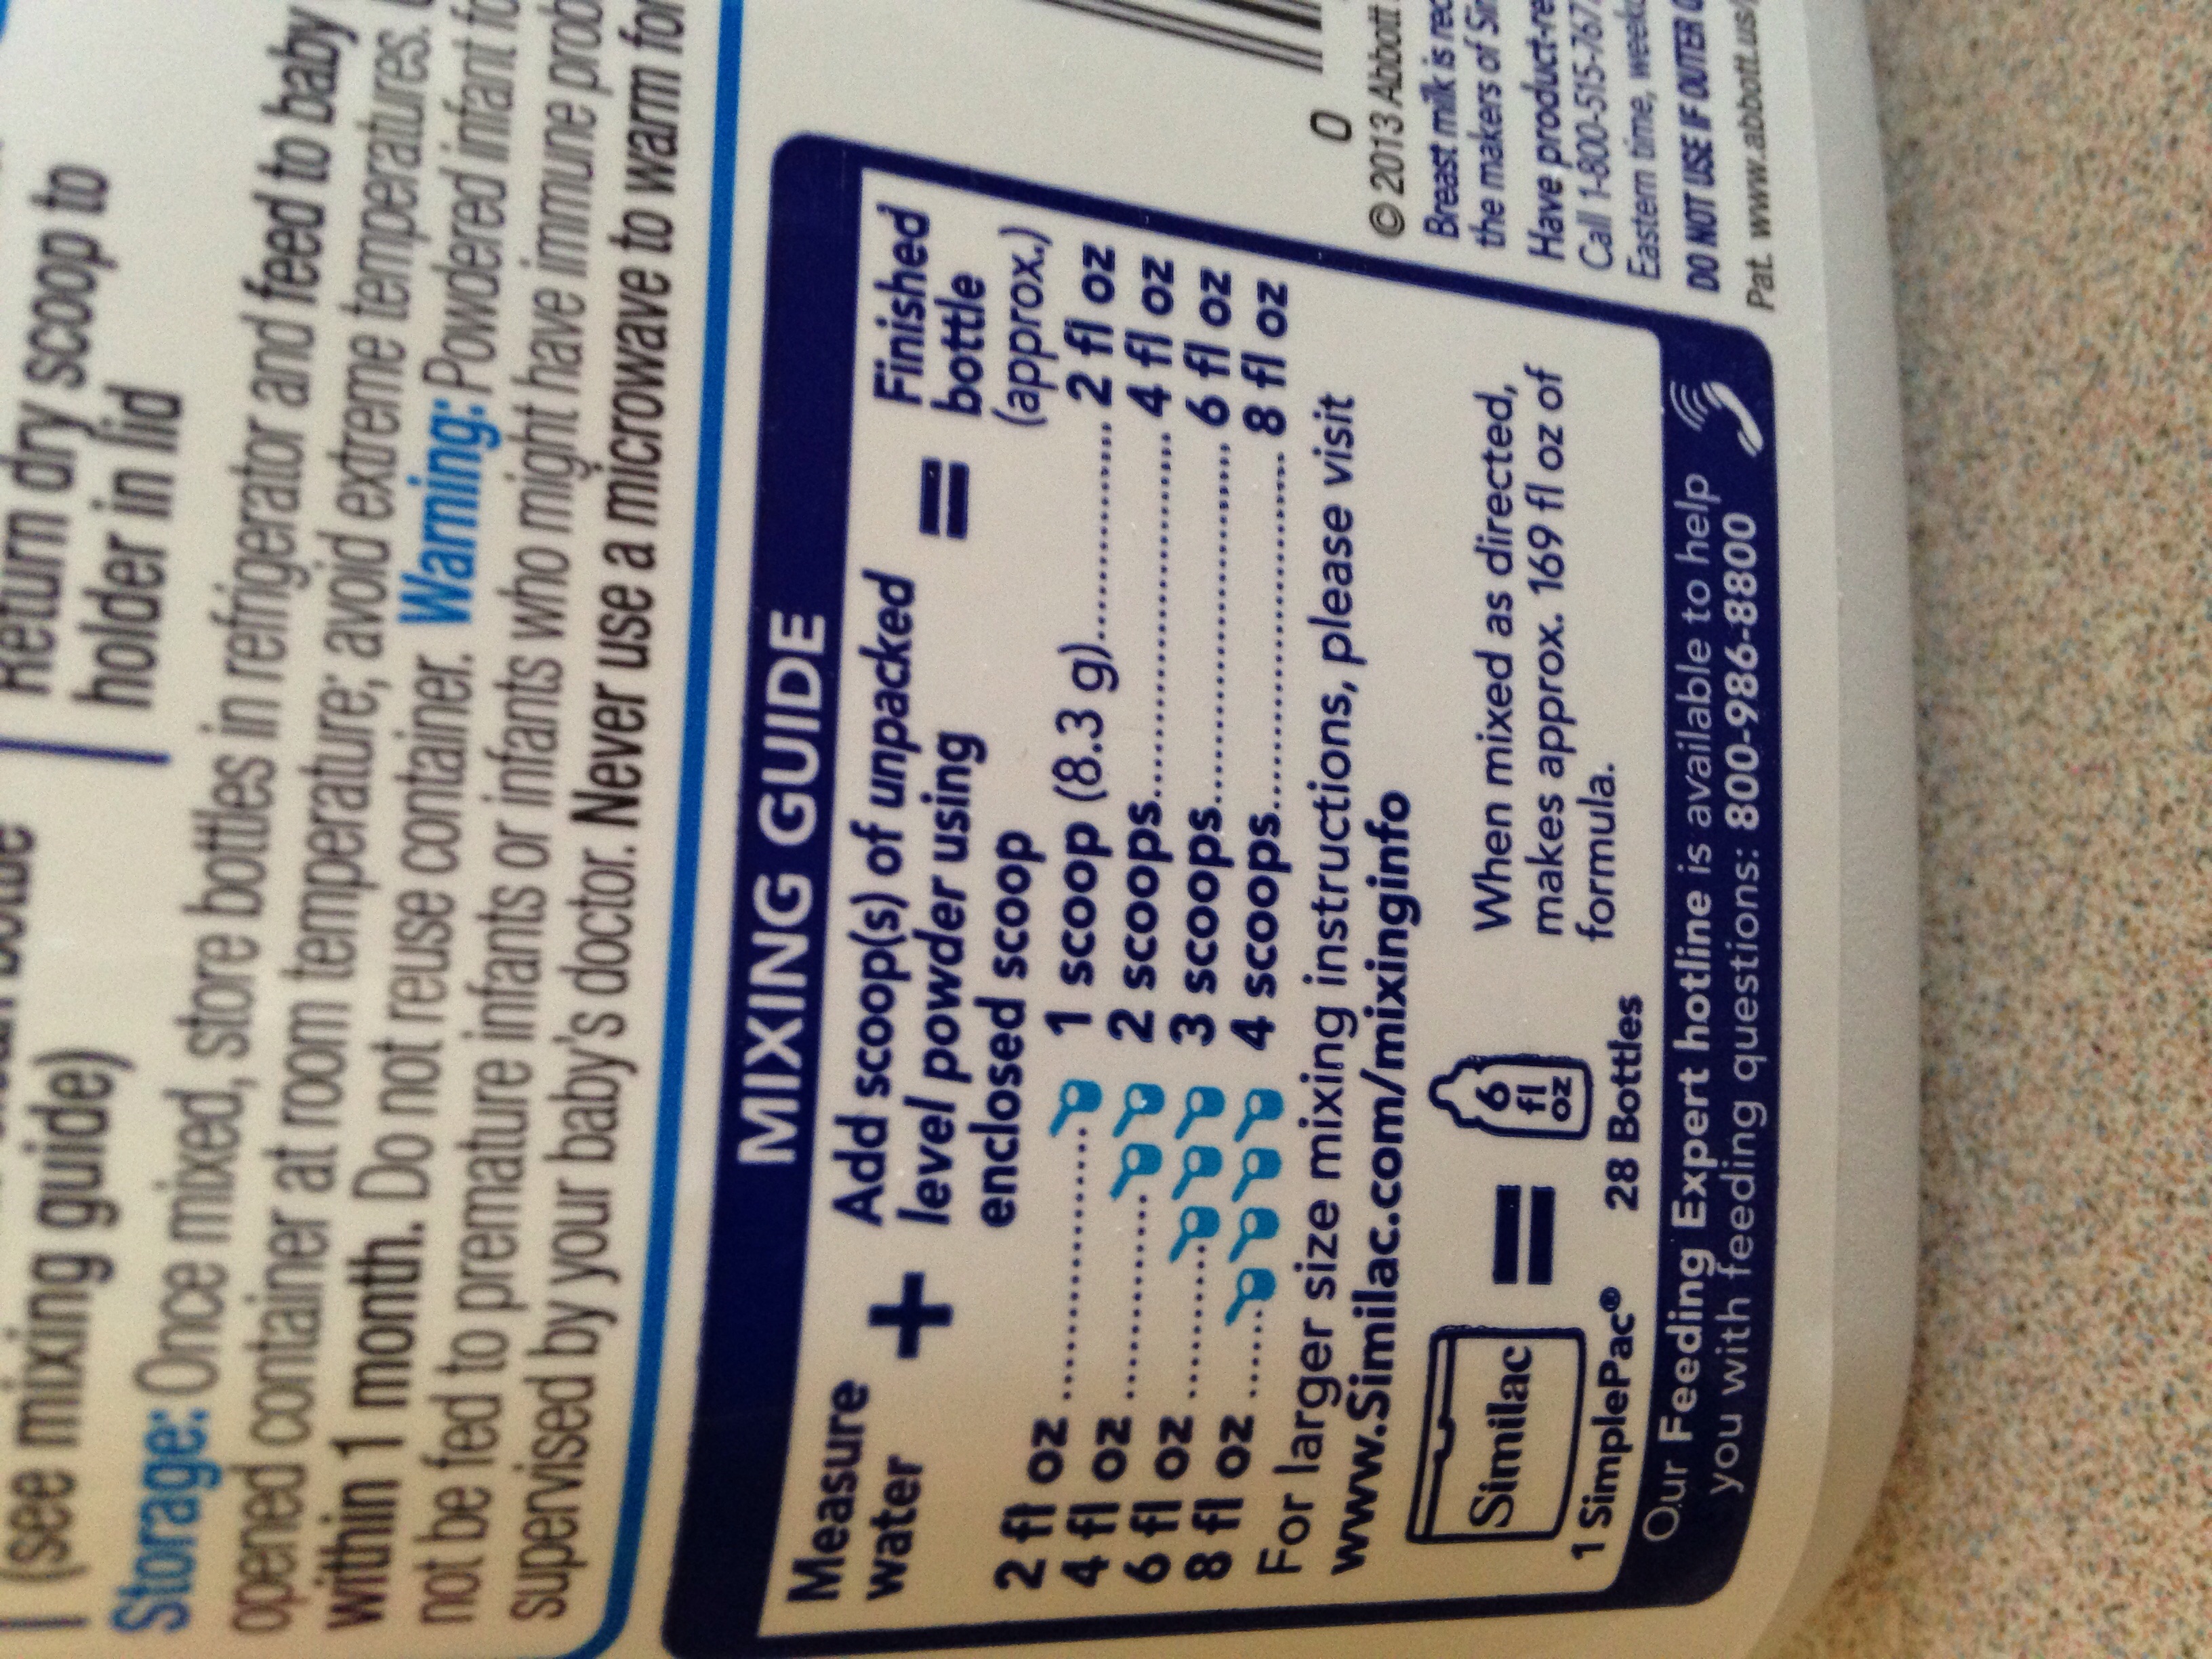 Return dry scoop to
holder in lid
(see mixing guide)
Storage: Once mixed, store bottles in refrigerator and feed to baby
opened container at room temperature; avoid extreme temperatures.
within 1 month. Do not reuse container. Warning: Powdered infant
not be fed to premature infants or infants who might have immune
supervised by your baby's doctor. Never use a microwave to warm
MIXING GUIDE
Measure water + Add scoop(s) of unpacked level powder using enclosed scoop = Finished bottle (approx.)
2 fl oz 1 scoop (8.3 g) 2 fl oz
4 fl oz 2 scoops 4 fl oz
6 fl oz 3 scoops 6 fl oz
8 fl oz 4 scoops 8 fl oz
For larger size mixing instructions, please visit
www.Similac.com/mixinginfo
Similac
1 SimplePac®
=
6
fl
oz
28 Bottles
When mixed as directed,
makes approx. 169 fl oz of
formula.
Our Feeding Expert hotline is available to help
you with feeding questions: 800-986-8800
0
© 2013 Abbott
Breast milk is
the makers of
Have
Call 1-800-515-767
Eastern time,
DO NOT USE IF OUTER
Pat. www.abbott.us/